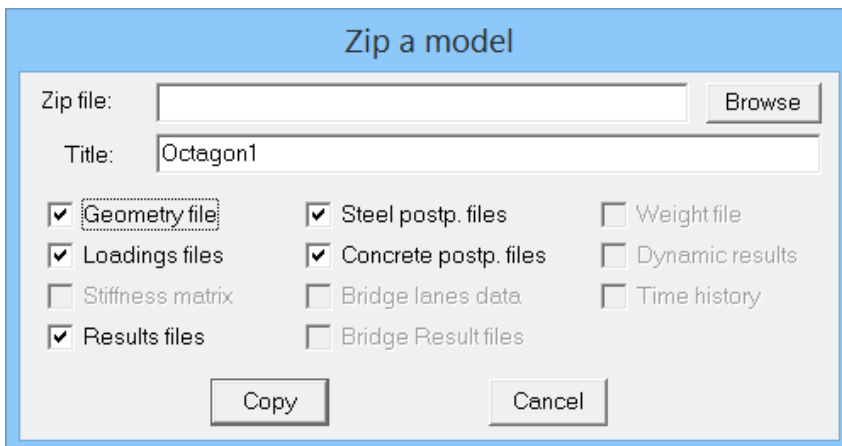 Zip a model
Zip file:
Browse
Title: Octagon1
Geometry file Steel postp. files Weight file
Loadings files Concrete postp. files Dynamic results
Stiffness matrix Bridge lanes data Time history
Results files Bridge Result files
Copy Cancel